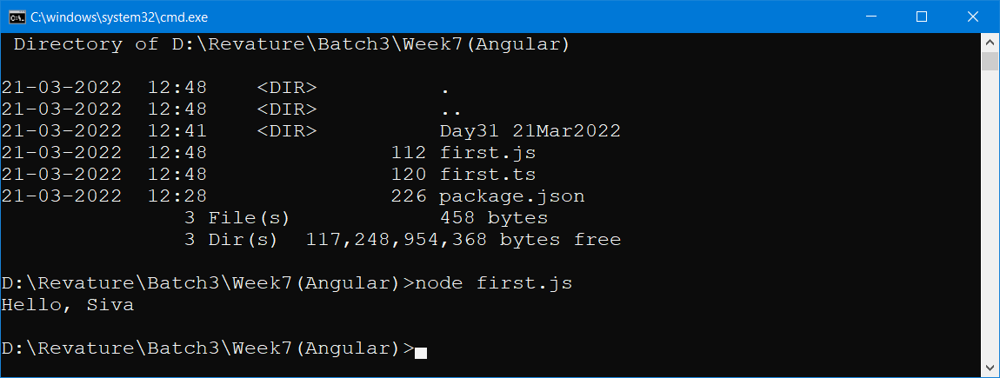 C:\windows\system32\cmd.exe
Directory of D:\Revature\Batch3\Week7(Angular)
21-03-2022  12:48    <DIR>          .
21-03-2022  12:48    <DIR>          ..
21-03-2022  12:41    <DIR>          Day31 21Mar2022
21-03-2022  12:48               112 first.js
21-03-2022  12:48               120 first.ts
21-03-2022  12:28               226 package.json
3 File(s)            458 bytes
3 Dir(s)  117,248,954,368 bytes free
D:\Revature\Batch3\Week7(Angular)>node first.js
Hello, Siva
D:\Revature\Batch3\Week7(Angular)>